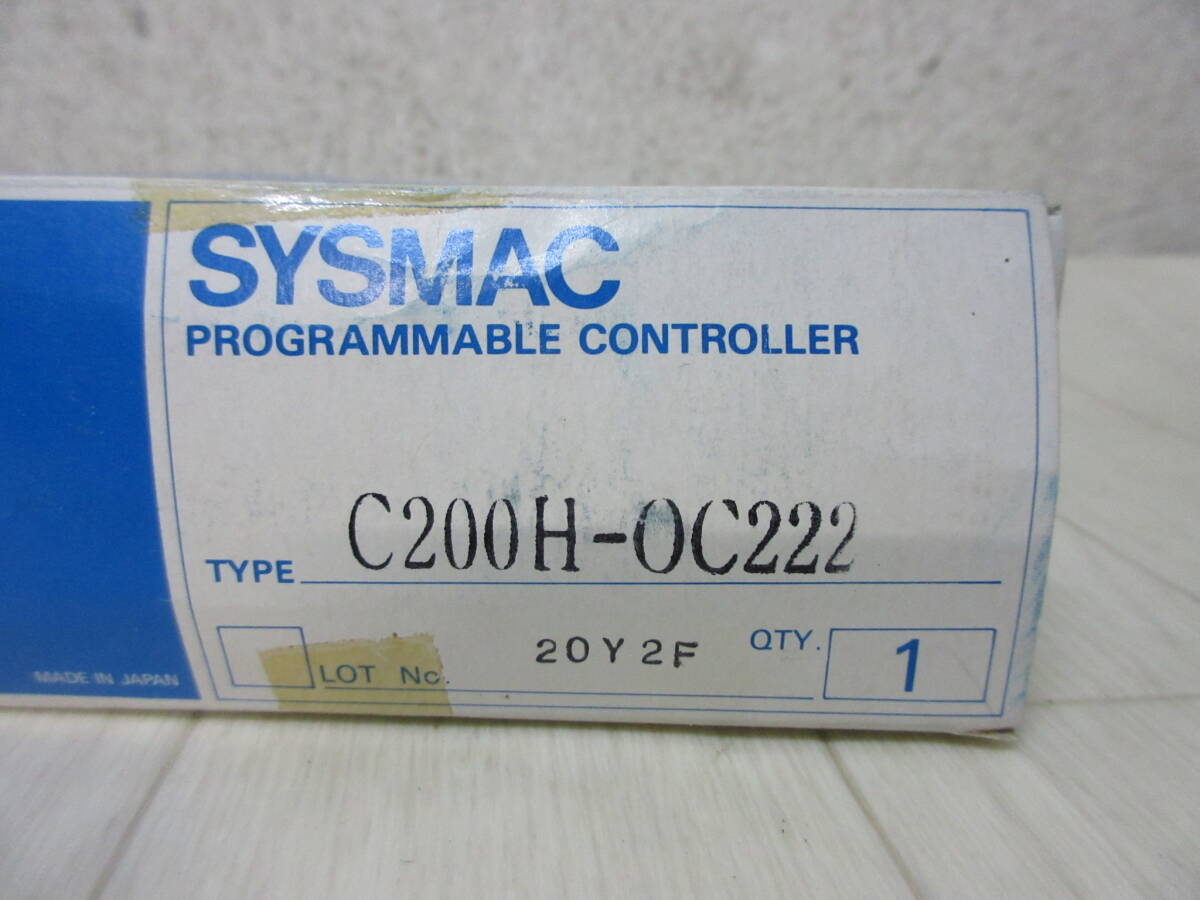 SYSMAC
PROGRAMMABLE CONTROLLER
TYPE C200H-OC222
LOT No. 20Y2F QTY. 1
MADE IN JAPAN